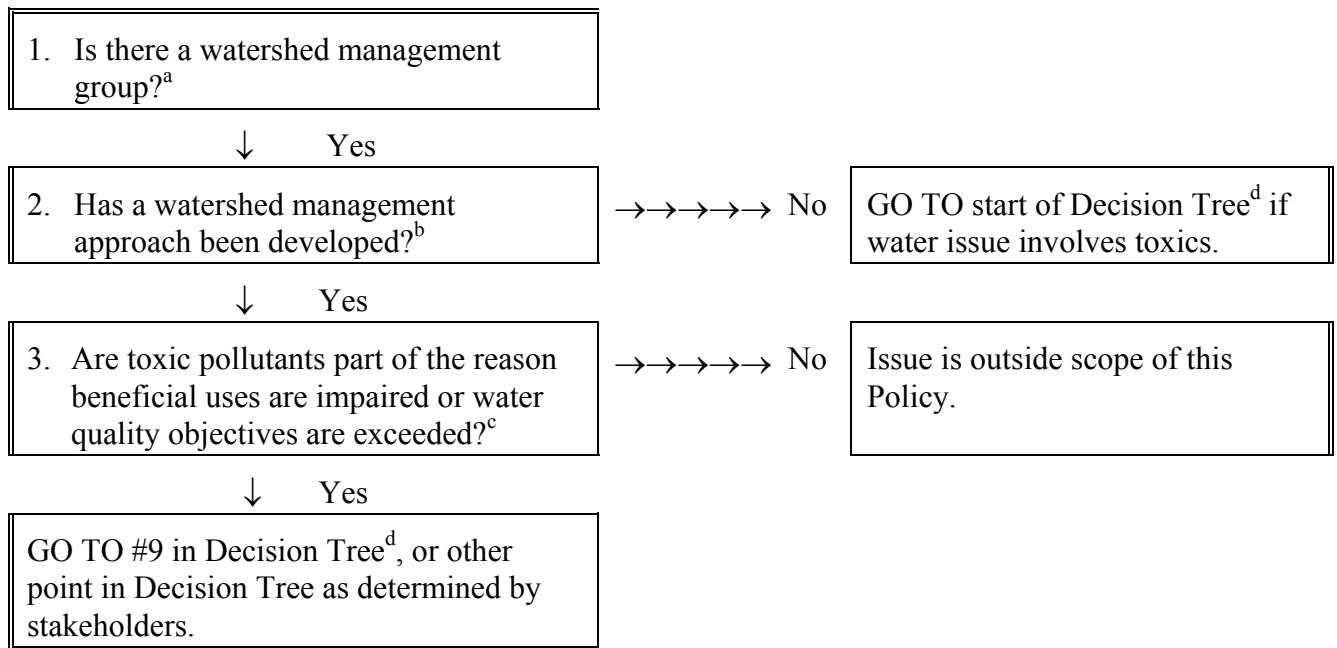 1. Is there a watershed management
group?a
↓ Yes
2. Has a watershed management
approach been developed?b
→→→→→ No
GO TO start of Decision Treed if
water issue involves toxics.
↓ Yes
3. Are toxic pollutants part of the reason
beneficial uses are impaired or water
quality objectives are exceeded?c
→→→→→ No
Issue is outside scope of this
Policy.
↓ Yes
GO TO #9 in Decision Treed, or other
point in Decision Tree as determined by
stakeholders.